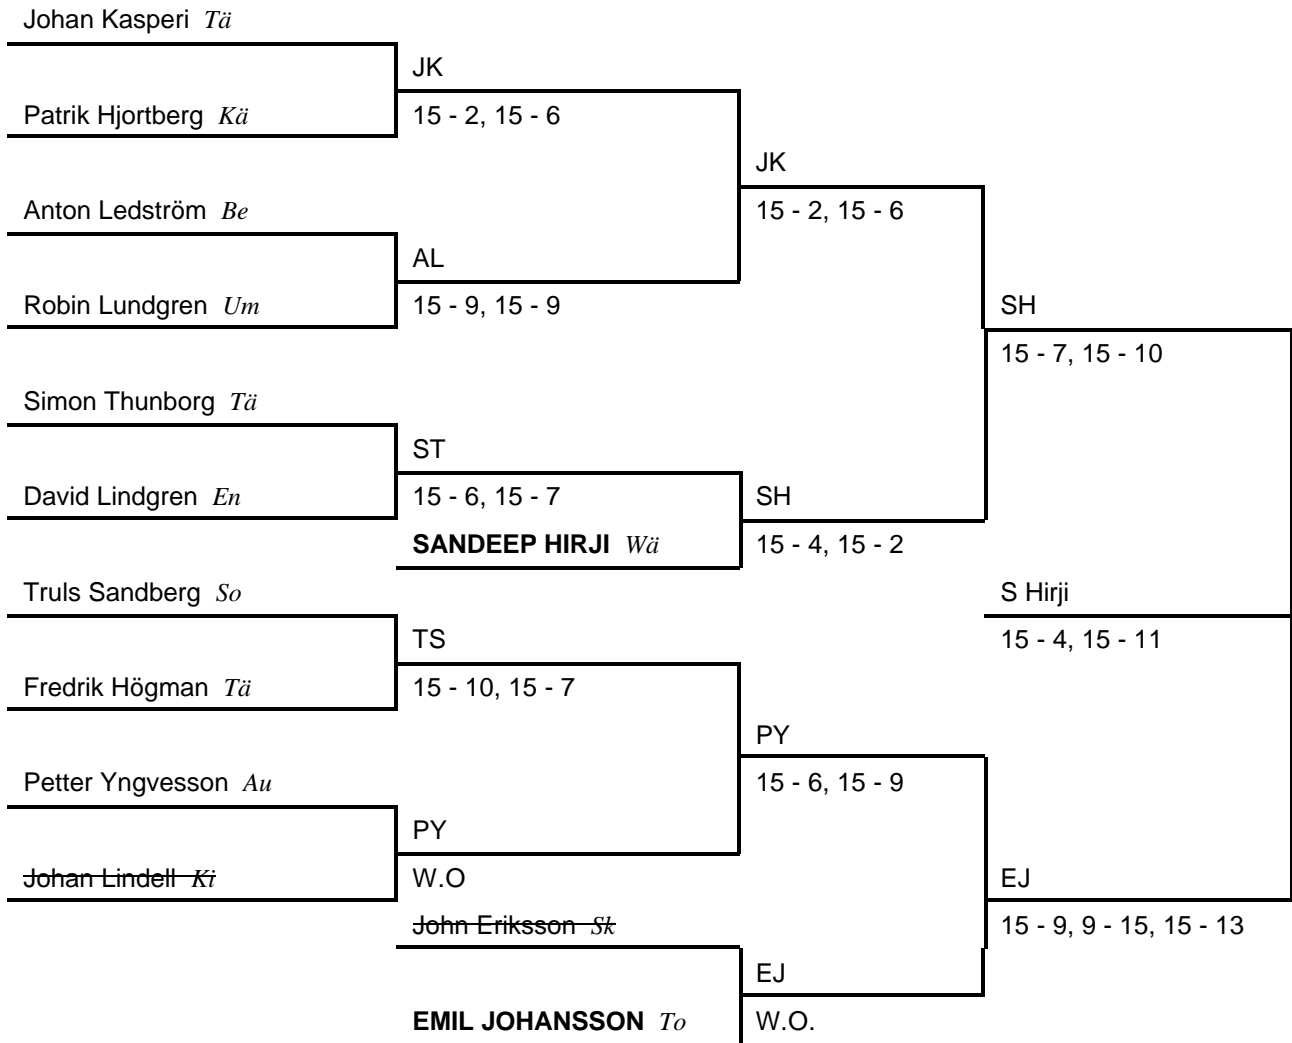 Johan Kasperi Tä
JK
Patrik Hjortberg Kä
15 - 2, 15 - 6
JK
Anton Ledström Be
15 - 2, 15 - 6
AL
Robin Lundgren Um
15 - 9, 15 - 9
SH
15 - 7, 15 - 10
Simon Thunborg Tä
ST
David Lindgren En
15 - 6, 15 - 7
SH
SANDEEP HIRJI Wä
15 - 4, 15 - 2
Truls Sandberg So
S Hirji
TS
15 - 4, 15 - 11
Fredrik Högman Tä
15 - 10, 15 - 7
PY
Petter Yngvesson Au
15 - 6, 15 - 9
PY
Johan Lindell Ki
W.O
EJ
John Eriksson Sk
15 - 9, 9 - 15, 15 - 13
EJ
EMIL JOHANSSON To
W.O.